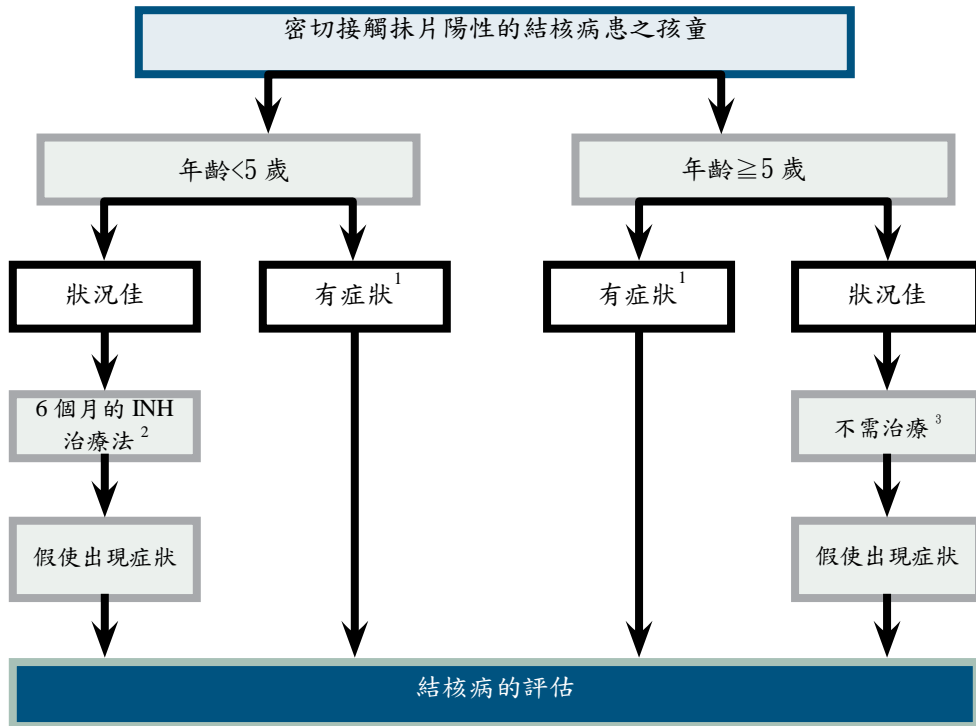 密切接觸抹片陽性的結核病患之孩童
年齡<5 歲
年齡≧5 歲
狀況佳
有症狀1
有症狀1
狀況佳
6 個月的 INH
治療法 2
不需治療 3
假使出現症狀
假使出現症狀
結核病的評估